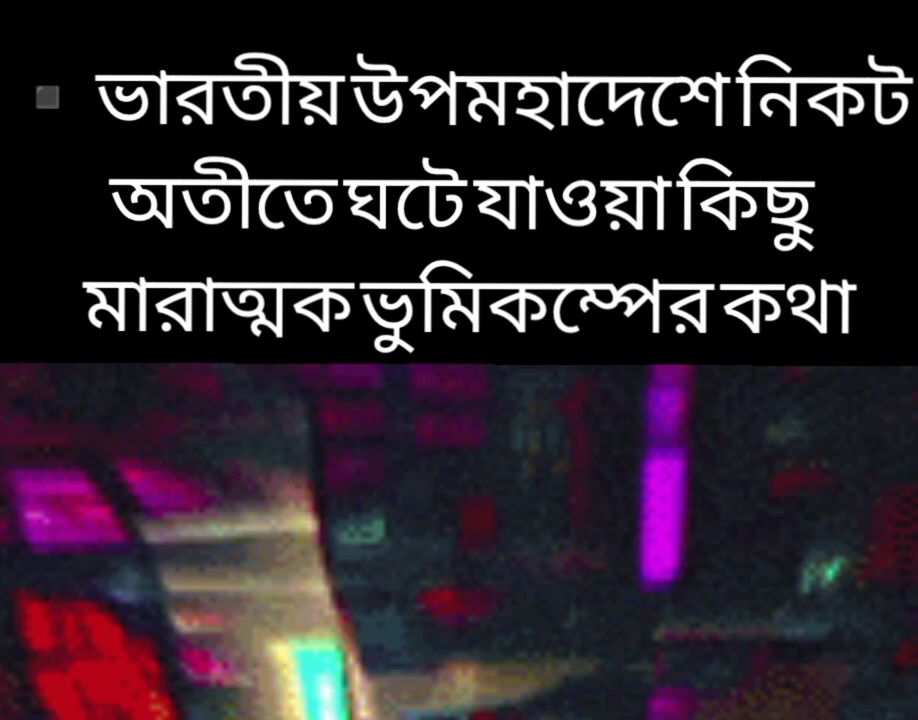 ▪ ভারতীয় উপমহাদেশে নিকট
অতীতে ঘটে যাওয়া কিছু
মারাত্মক ভুমিকম্পের কথা